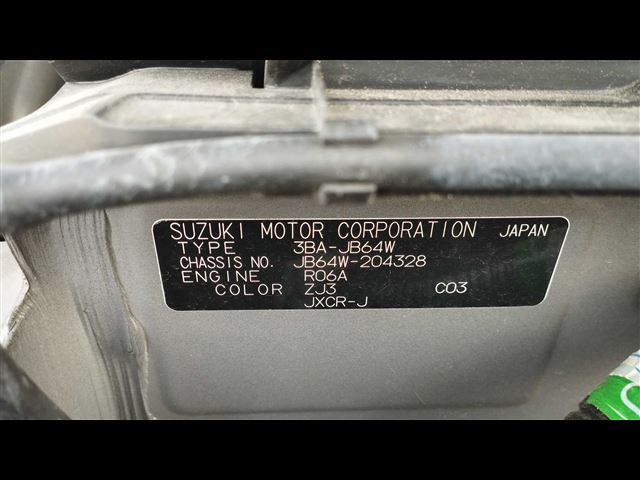 SUZUKI MOTOR CORPORATION JAPAN
TYPE 3BA-JB64W
CHASSIS NO. JB64W-204328
ENGINE R06A
COLOR ZJ3 C03
JXCR-J